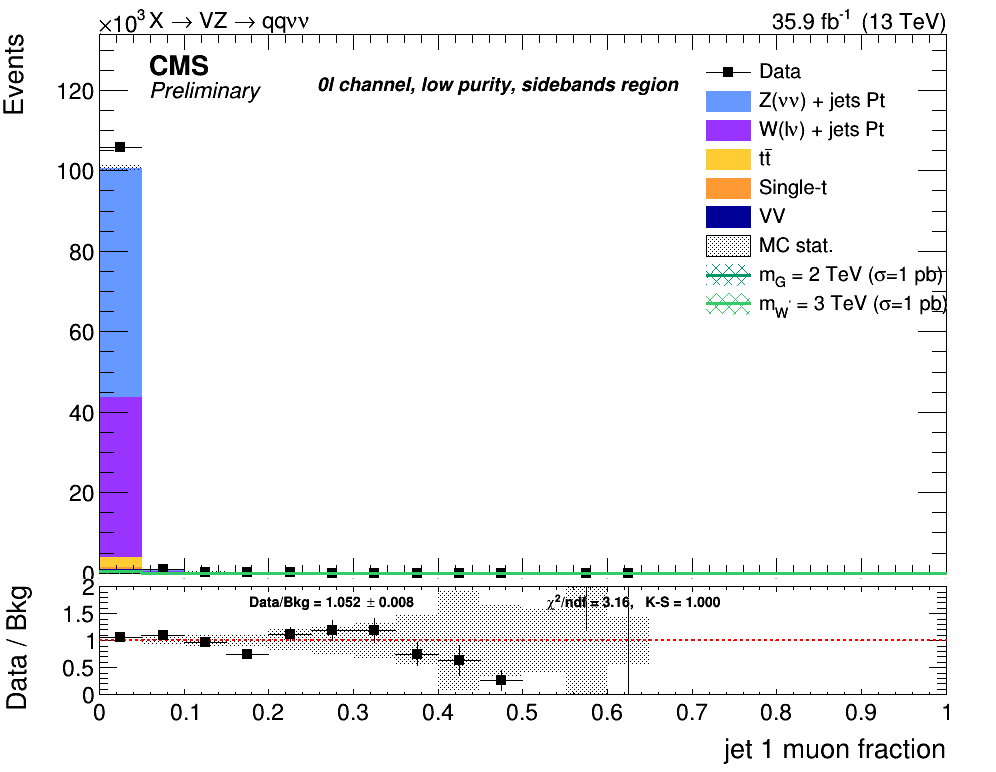 ×10³ X → VZ → qqνν 35.9 fb⁻¹ (13 TeV)
Events
CMS
Preliminary
0l channel, low purity, sidebands region
Data
Z(νν) + jets Pt
W(lν) + jets Pt
tt̄
Single-t
VV
MC stat.
m_G = 2 TeV (σ=1 pb)
m_W' = 3 TeV (σ=1 pb)
120
100
80
60
40
20
0
Data / Bkg
Data/Bkg = 1.052 ± 0.008 χ²/ndf = 3.16, K-S = 1.000
2
1.5
1
0.5
0
0 0.1 0.2 0.3 0.4 0.5 0.6 0.7 0.8 0.9 1
jet 1 muon fraction